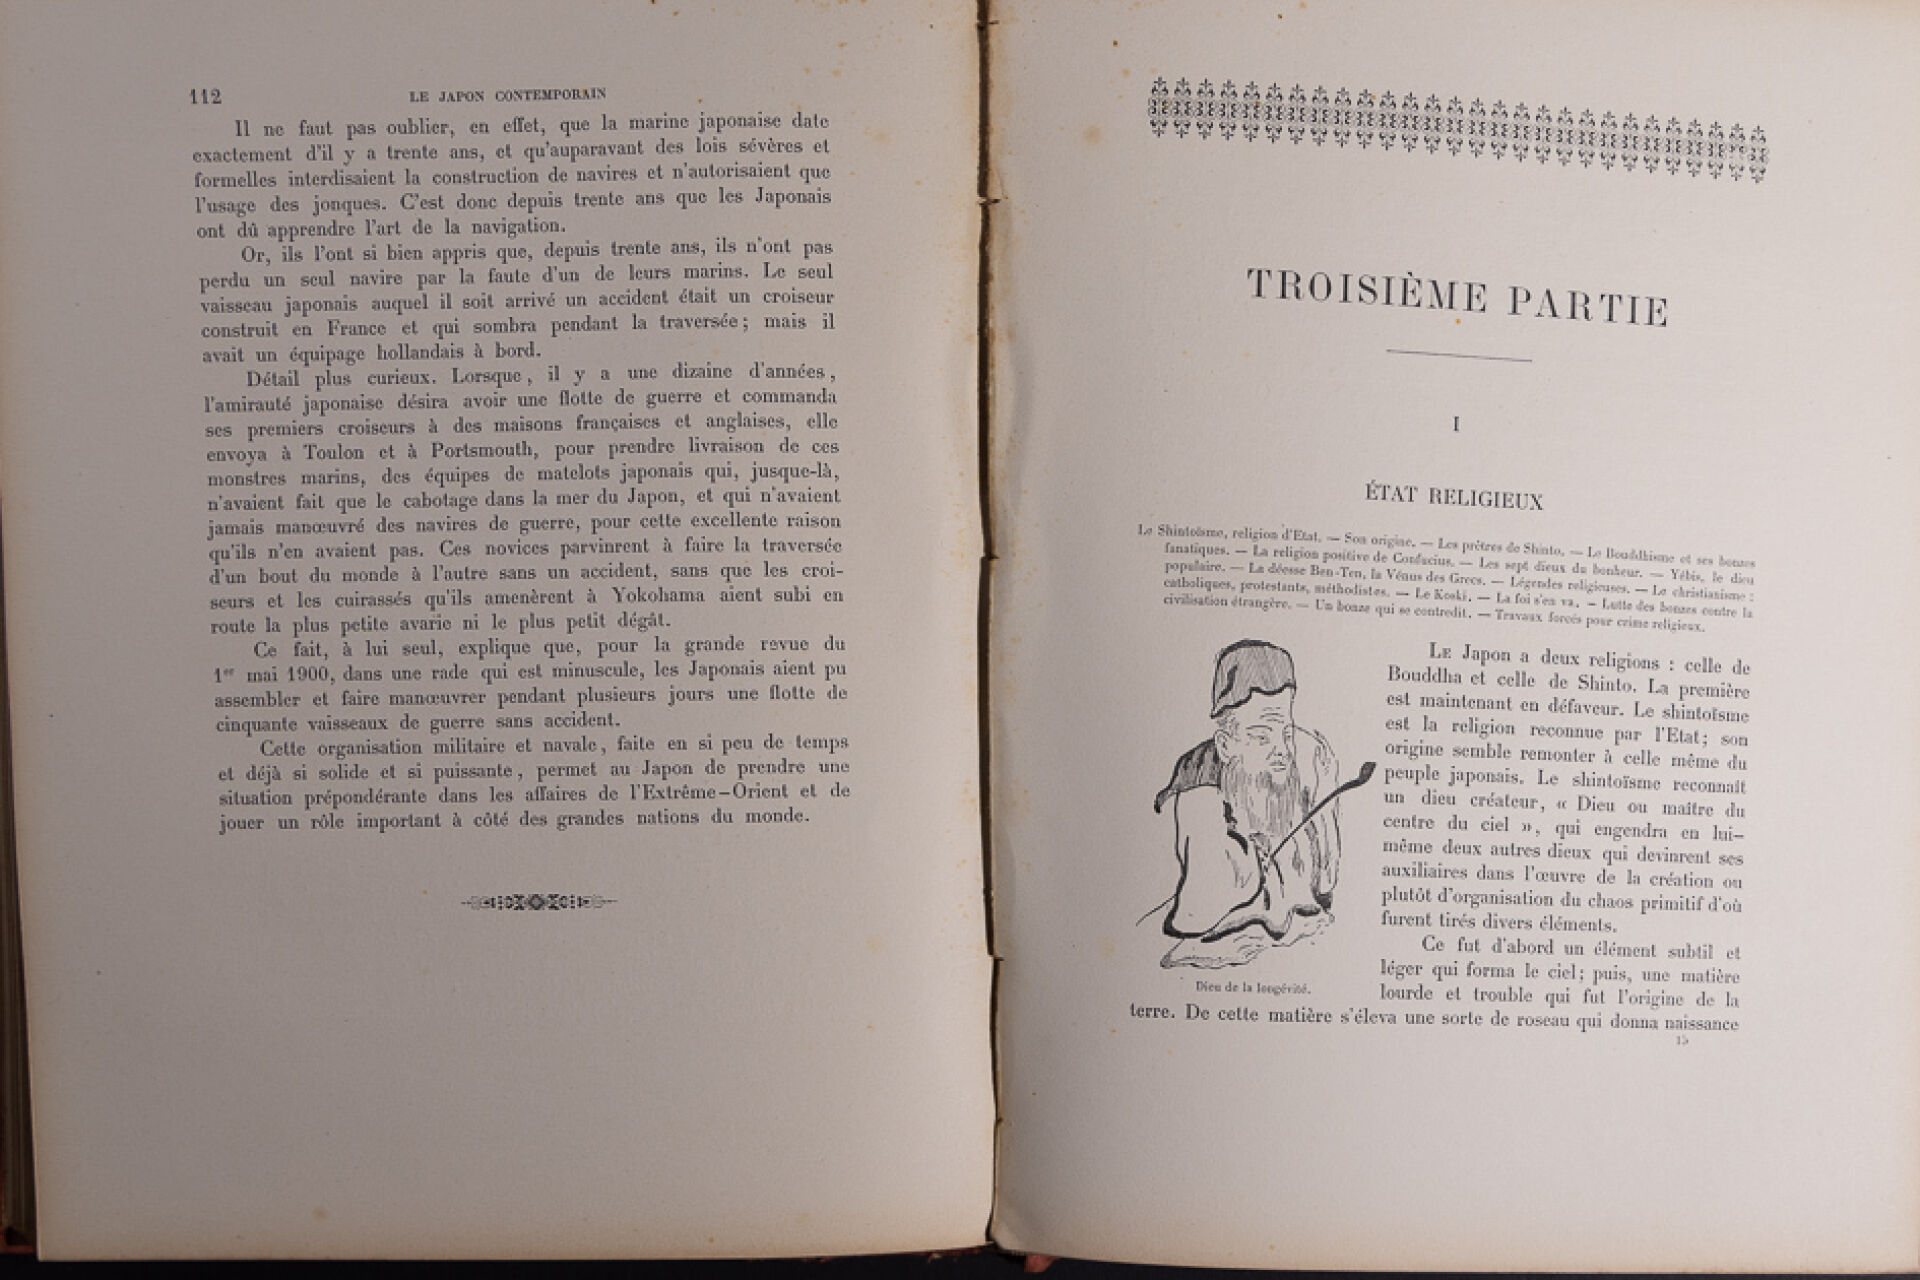 112
LE JAPON CONTEMPORAIN
Il ne faut pas oublier, en effet, que la marine japonaise date
exactement d'il y a trente ans, et qu'auparavant des lois sévères et
formelles interdisaient la construction de navires et n'autorisaient que
l'usage des jonques. C'est donc depuis trente ans que les Japonais
ont dû apprendre l'art de la navigation.
Or, ils l'ont si bien appris que, depuis trente ans, ils n'ont pas
perdu un seul navire par la faute d'un de leurs marins. Le seul
vaisseau japonais auquel il soit arrivé un accident était un croiseur
construit en France et qui sombra pendant la traversée; mais il
avait un équipage hollandais à bord.
Détail plus curieux. Lorsque, il y a une dizaine d'années,
l'amirauté japonaise désira avoir une flotte de guerre et commanda
ses premiers croiseurs à des maisons françaises et anglaises, elle
envoya à Toulon et à Portsmouth, pour prendre livraison de ces
monstres marins, des équipes de matelots japonais qui, jusque-là,
n'avaient fait que le cabotage dans la mer du Japon, et qui n'avaient
jamais manœuvré des navires de guerre, pour cette excellente raison
qu'ils n'en avaient pas. Ces novices parvinrent à faire la traversée
d'un bout du monde à l'autre sans un accident, sans que les croi-
seurs et les cuirassés qu'ils amenèrent à Yokohama aient subi en
route la plus petite avarie ni le plus petit dégât.
Ce fait, à lui seul, explique que, pour la grande revue du
1er mai 1900, dans une rade qui est minuscule, les Japonais aient pu
assembler et faire manœuvrer pendant plusieurs jours une flotte de
cinquante vaisseaux de guerre sans accident.
Cette organisation militaire et navale, faite en si peu de temps
et déjà si solide et si puissante, permet au Japon de prendre une
situation prépondérante dans les affaires de l'Extrême-Orient et de
jouer un rôle important à côté des grandes nations du monde.
TROISIÈME PARTIE
I
ÉTAT RELIGIEUX
Le Shintoïsme, religion d'Etat. — Son origine. — Les prêtres de Shinto. — Le Bouddhisme et ses bonzes
fanatiques. — La religion positive de Confucius. — Les sept dieux du bonheur. — Yébis, le dieu
populaire. — La déesse Ben-Ten, la Vénus des Grecs. — Légendes religieuses. — Le christianisme :
catholiques, protestants, méthodistes. — Le Koski. — La foi s'en va. — Lutte des bonzes contre la
civilisation étrangère. — Un bonze qui se contredit. — Travaux forcés pour crime religieux.
LE Japon a deux religions : celle de
Bouddha et celle de Shinto. La première
est maintenant en défaveur. Le shintoïsme
est la religion reconnue par l'Etat; son
origine semble remonter à celle même du
peuple japonais. Le shintoïsme reconnaît
un dieu créateur, « Dieu ou maître du
centre du ciel », qui engendra en lui-
même deux autres dieux qui devinrent ses
auxiliaires dans l'œuvre de la création ou
plutôt d'organisation du chaos primitif d'où
furent tirés divers éléments.
Ce fut d'abord un élément subtil et
léger qui forma le ciel; puis, une matière
lourde et trouble qui fut l'origine de la
Dieu de la longévité.
terre. De cette matière s'éleva une sorte de roseau qui donna naissance
15